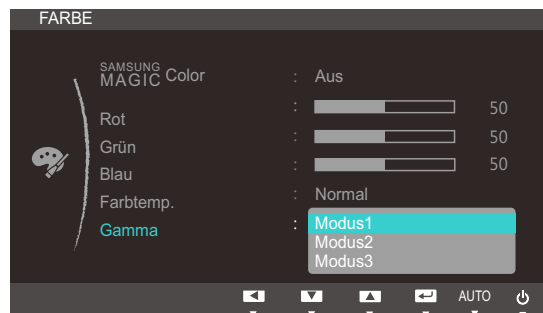 FARBE
SAMSUNG MAGIC Color : Aus
Rot : 50
Grün : 50
Blau : 50
Farbtemp. : Normal
Gamma : Modus1
Modus2
Modus3
AUTO